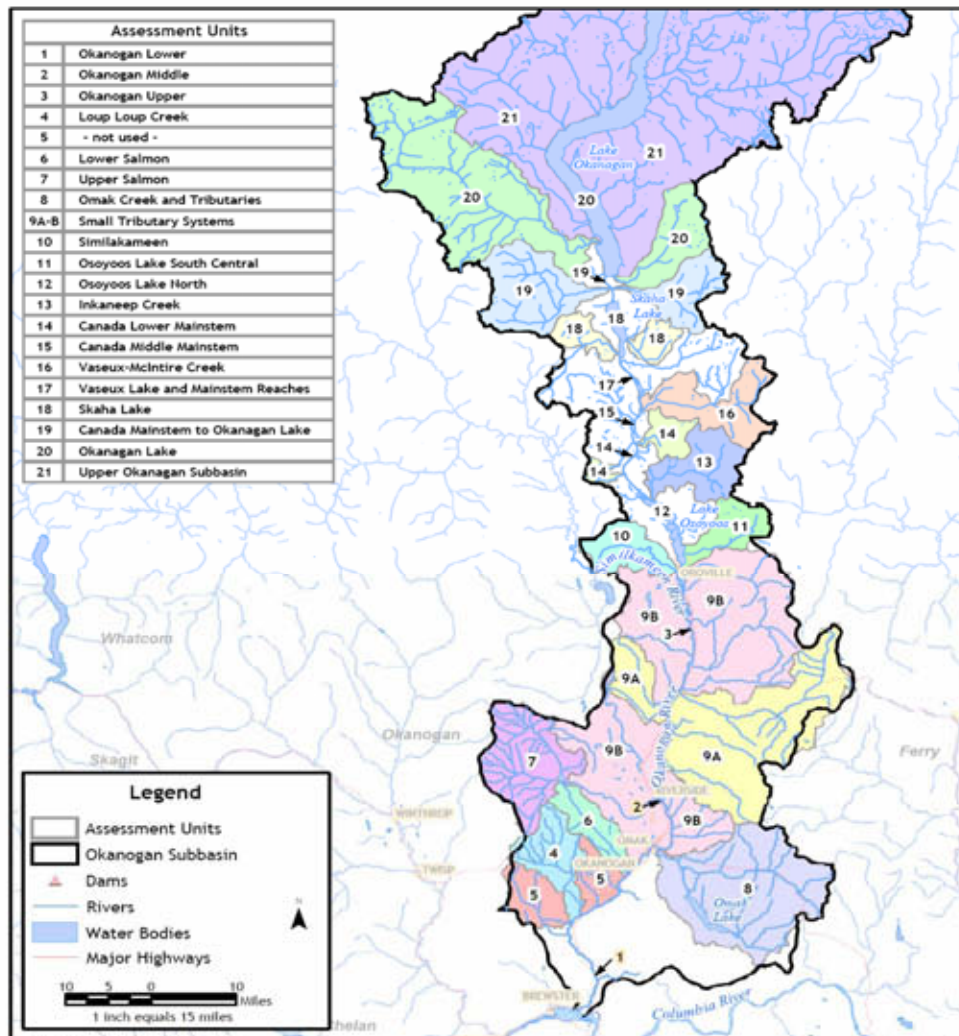 Assessment Units
1 Okanogan Lower
2 Okanogan Middle
3 Okanogan Upper
4 Loup Loup Creek
5 - not used -
6 Lower Salmon
7 Upper Salmon
8 Omak Creek and Tributaries
9A-B Small Tributary Systems
10 Similakameen
11 Osoyoos Lake South Central
12 Osoyoos Lake North
13 Inkaneep Creek
14 Canada Lower Mainstem
15 Canada Middle Mainstem
16 Vaseux-McIntire Creek
17 Vaseux Lake and Mainstem Reaches
18 Skaha Lake
19 Canada Mainstem to Okanagan Lake
20 Okanagan Lake
21 Upper Okanagan Subbasin
21
Lake
Okanagan
21
20
20
20
19
19
19
Skaha
Lake
18
18
18
17
16
15
14
14
13
14
12
Lake
Osoyoos
11
10
Similkameen River
OROVILLE
9B
9B
3
Whatcom
9A
Okanogan River
Okanogan
Skagit
9B
9A
Ferry
7
RIVERSIDE
2
9B
WINTHROP
6
OMAK
4
OKANOGAN
TWISP
5
5
8
Omak
Lake
1
BREWSTER
Columbia River
helan
Legend
Assessment Units
Okanogan Subbasin
Dams
Rivers
N
Water Bodies
Major Highways
10 5 0 10
Miles
1 inch equals 15 miles